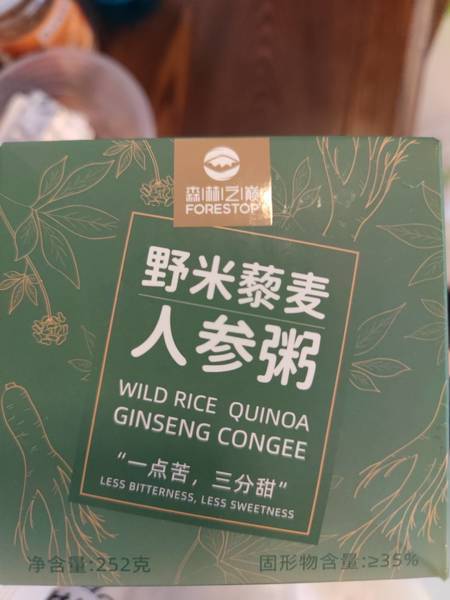 森林之巅
FORESTOP
野米藜麦
人参粥
WILD RICE QUINOA
GINSENG CONGEE
“一点苦，三分甜”
LESS BITTERNESS, LESS SWEETNESS
净含量:252克
固形物含量:≥35%